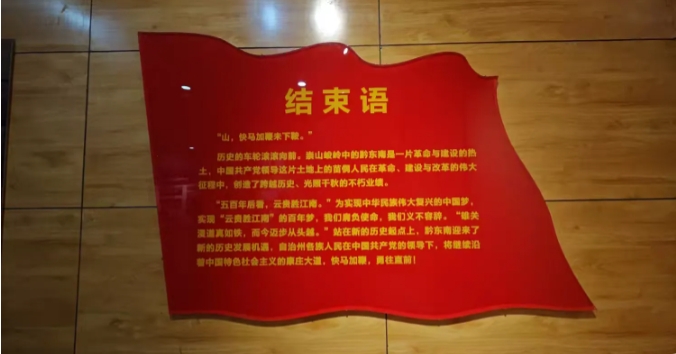 结束语
“山，快马加鞭未下鞍。”
历史的车轮滚滚向前。崇山峻岭中的黔东南是一片革命与建设的热
土，中国共产党领导这片土地上的苗侗人民在革命、建设与改革的伟大
征程中，创造了跨越历史、光照千秋的不朽业绩。
“五百年后看，云贵胜江南。”为实现中华民族伟大复兴的中国梦，
实现“云贵胜江南”的百年梦，我们肩负使命，我们义不容辞。“雄关
漫道真如铁，而今迈步从头越。”站在新的历史起点上，黔东南迎来了
新的历史发展机遇，自治州各族人民在中国共产党的领导下，将继续沿
着中国特色社会主义的康庄大道，快马加鞭，勇往直前！